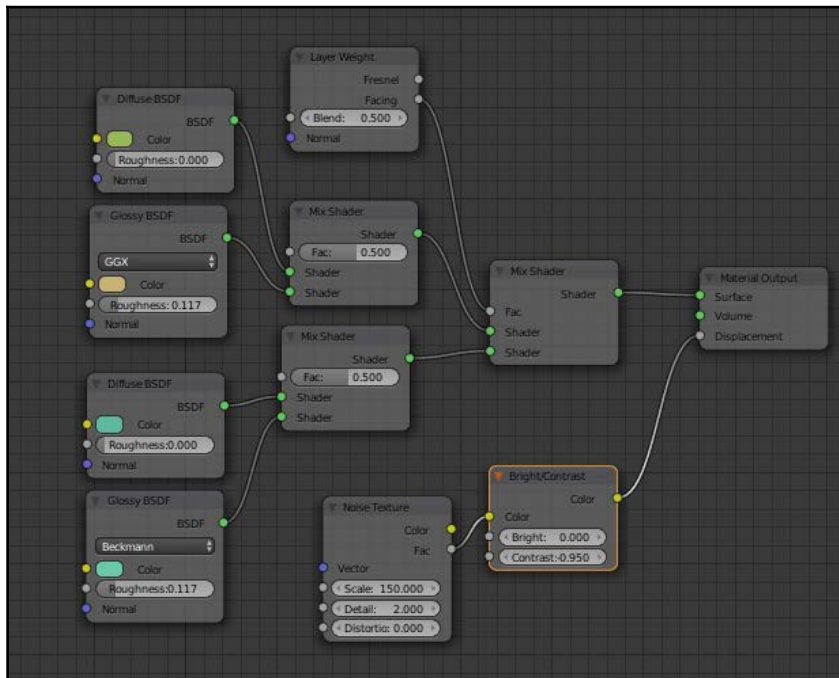 Layer Weight
Fresnel
Facing
Blend: 0.500
Normal
Diffuse BSDF
BSDF
Color
Roughness:0.000
Normal
Glossy BSDF
BSDF
GGX
Color
Roughness: 0.117
Normal
Mix Shader
Shader
Fac: 0.500
Shader
Shader
Mix Shader
Shader
Fac
Shader
Shader
Material Output
Surface
Volume
Displacement
Mix Shader
Shader
Fac: 0.500
Shader
Shader
Diffuse BSDF
BSDF
Color
Roughness:0.000
Normal
Glossy BSDF
BSDF
Beckmann
Color
Roughness:0.117
Normal
Noise Texture
Color
Fac
Vector
Scale: 150.000
Detail: 2.000
Distortio: 0.000
Bright/Contrast
Color
Color
Bright: 0.000
Contrast:-0.950